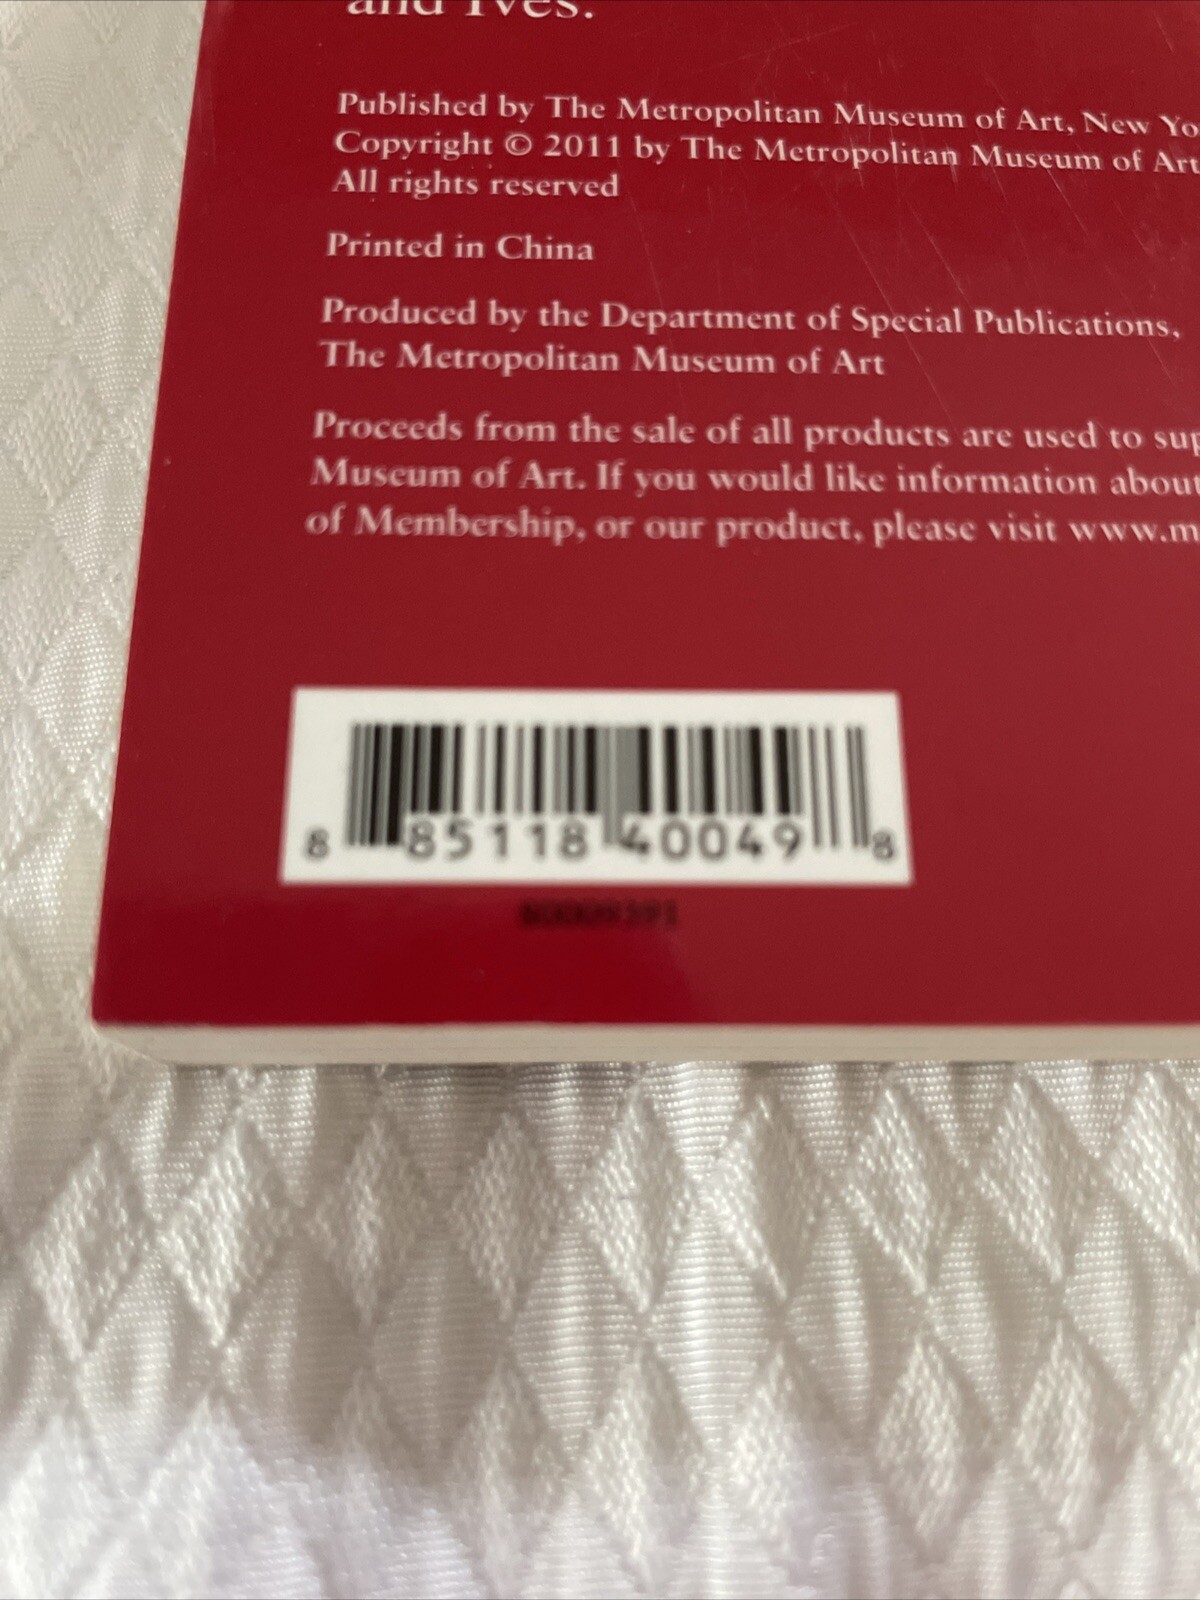 and Ives.
Published by The Metropolitan Museum of Art, New Yo
Copyright © 2011 by The Metropolitan Museum of Art
All rights reserved
Printed in China
Produced by the Department of Special Publications,
The Metropolitan Museum of Art
Proceeds from the sale of all products are used to sup
Museum of Art. If you would like information about
of Membership, or our product, please visit www.m
8 85118 40049 8